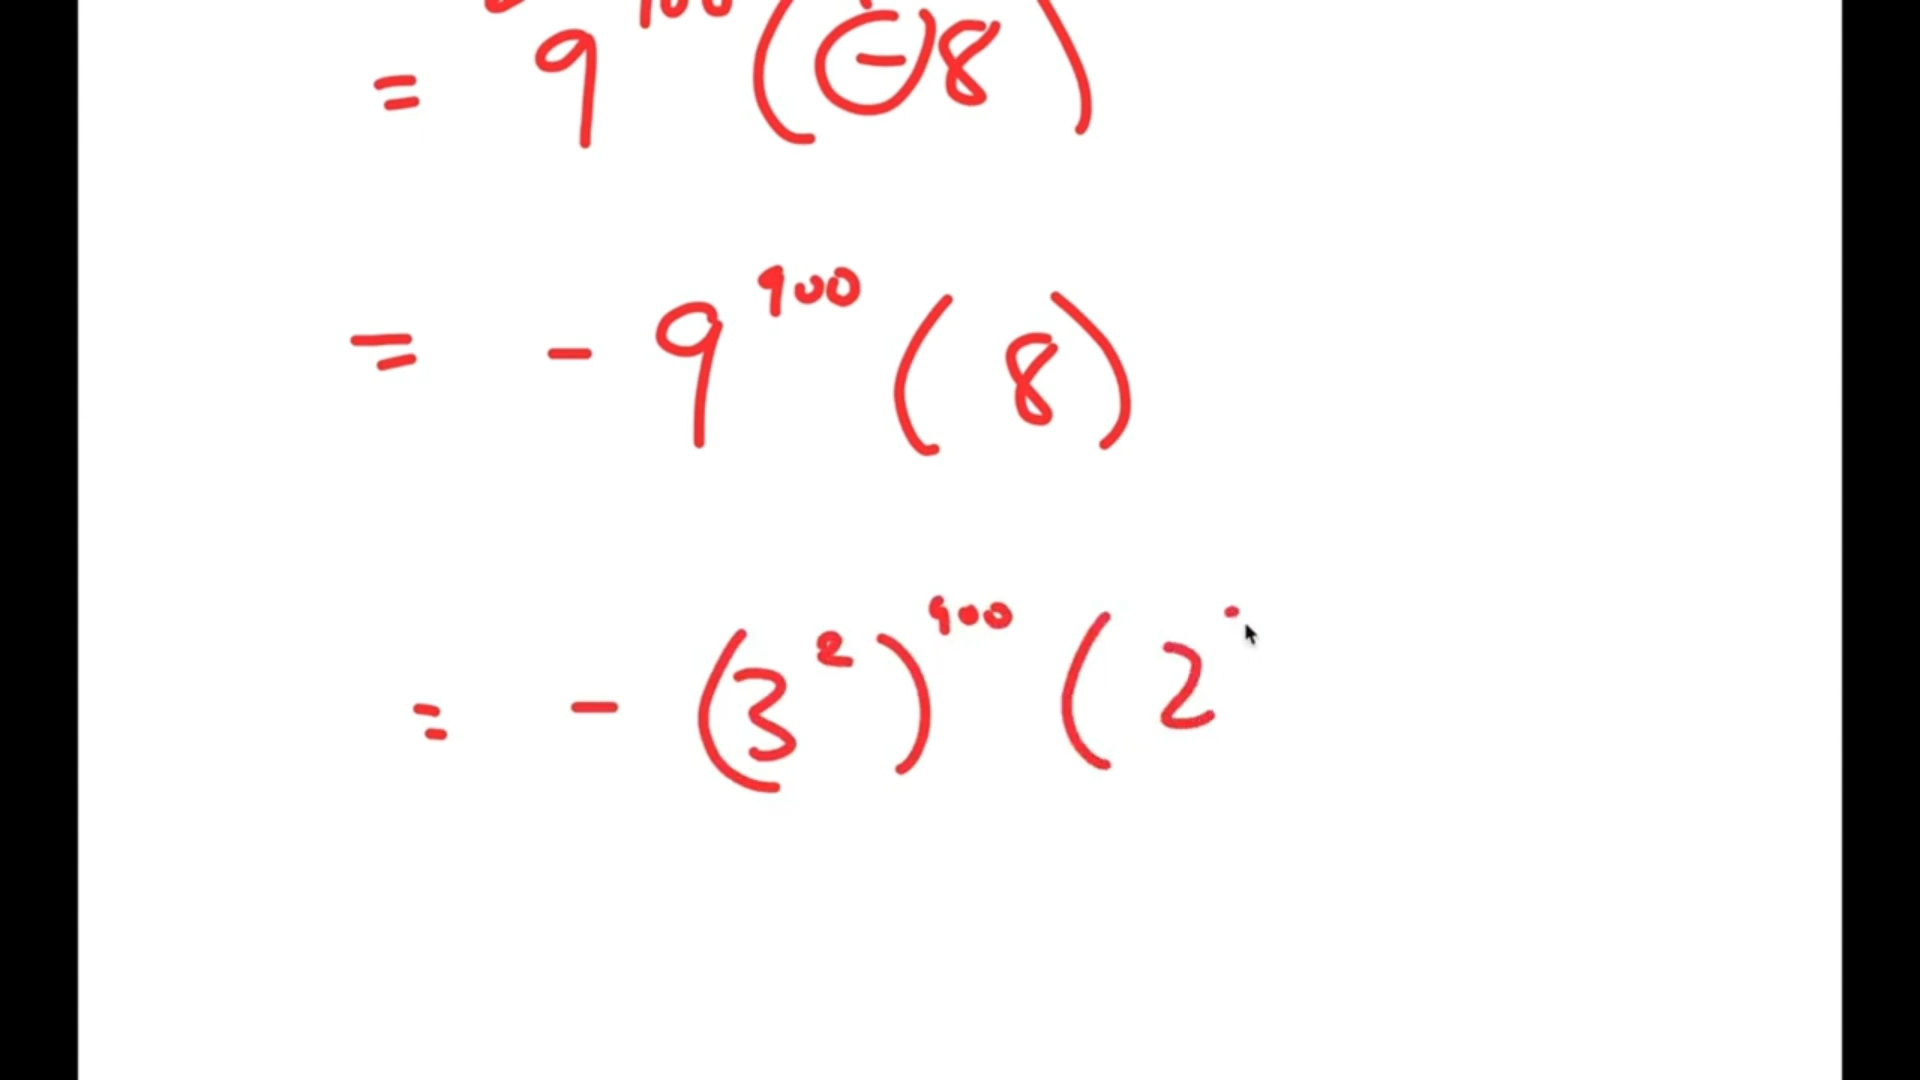 = 9^900 (-8)
= - 9^900 (8)
= - (3^2)^900 (2